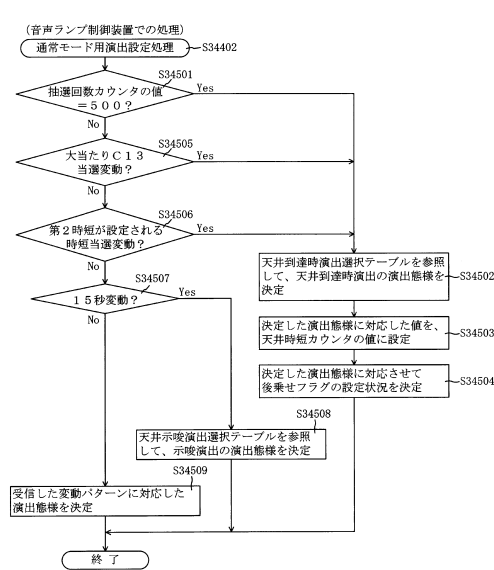 (音声ランプ制御装置での処理)
通常モード用演出設定処理
S34402
S34501
抽選回数カウンタの値
=500?
Yes
No
S34505
大当たりC13
当選変動?
Yes
No
S34506
第2時短が設定される
時短当選変動?
Yes
No
S34507
15秒変動?
Yes
No
天井到達時演出選択テーブルを参照
して、天井到達時演出の演出態様を
決定
S34502
決定した演出態様に対応した値を、
天井時短カウンタの値に設定
S34503
決定した演出態様に対応させて
後乗せフラグの設定状況を決定
S34504
S34508
天井示唆演出選択テーブルを参照
して、示唆演出の演出態様を決定
S34509
受信した変動パターンに対応した
演出態様を決定
終了